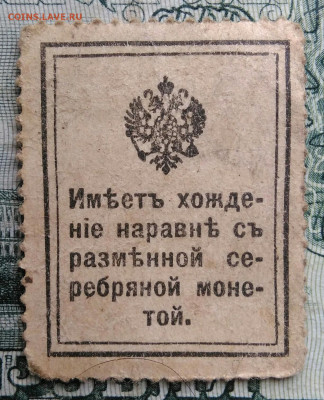 COINS.LAVE.RU
Имѣетъ хожде-
ніе наравнѣ съ
размѣнной се-
ребряной моне-
той.